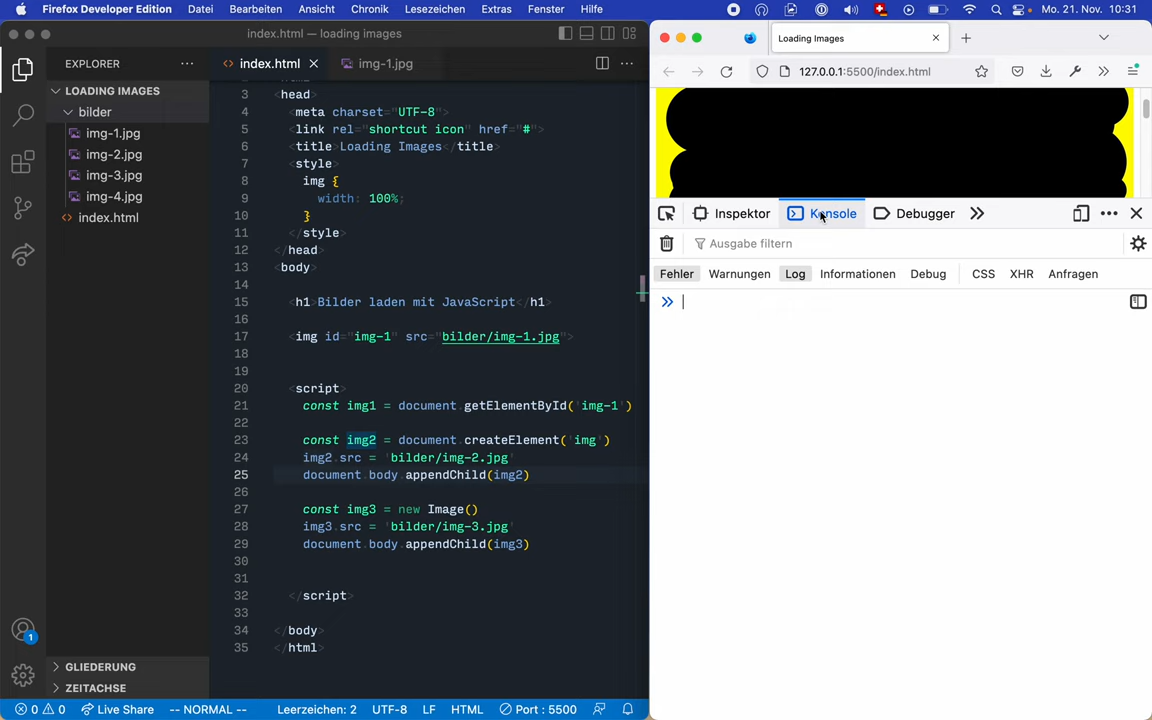 Firefox Developer Edition Datei Bearbeiten Ansicht Chronik Lesezeichen Extras Fenster Hilfe Mo. 21. Nov. 10:31
index.html — loading images
EXPLORER
LOADING IMAGES
bilder
img-1.jpg
img-2.jpg
img-3.jpg
img-4.jpg
index.html
GLIEDERUNG
ZEITACHSE
1
index.html img-1.jpg
3 <head>
4 <meta charset="UTF-8">
5 <link rel="shortcut icon" href="#">
6 <title>Loading Images</title>
7 <style>
8 img {
9 width: 100%;
10 }
11 </style>
12 </head>
13 <body>
14
15 <h1>Bilder laden mit JavaScript</h1>
16
17 <img id="img-1" src="bilder/img-1.jpg">
18
19
20 <script>
21 const img1 = document.getElementById('img-1')
22
23 const img2 = document.createElement('img')
24 img2.src = 'bilder/img-2.jpg'
25 document.body.appendChild(img2)
26
27 const img3 = new Image()
28 img3.src = 'bilder/img-3.jpg'
29 document.body.appendChild(img3)
30
31
32 </script>
33
34 </body>
35 </html>
0 0 Live Share -- NORMAL -- Leerzeichen: 2 UTF-8 LF HTML Port : 5500
Loading Images
127.0.0.1:5500/index.html
Inspektor Konsole Debugger
Ausgabe filtern
Fehler Warnungen Log Informationen Debug CSS XHR Anfragen